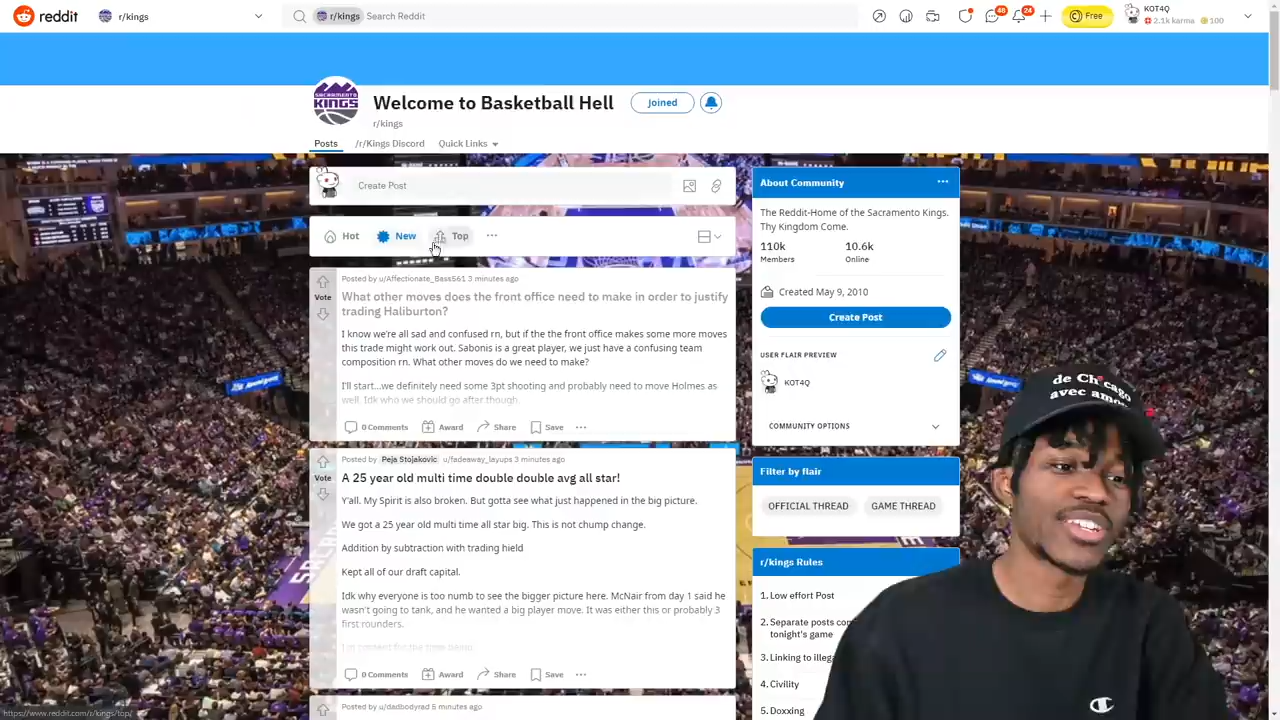 reddit
r/kings
r/kings
Search Reddit
48
24
Free
KOT4Q
2.1k karma
100
SACRAMENTO
KINGS
Welcome to Basketball Hell
Joined
r/kings
Posts
/r/Kings Discord
Quick Links
Create Post
Hot
New
Top
Posted by u/Affectionate_Bass561 3 minutes ago
Vote
What other moves does the front office need to make in order to justify
trading Haliburton?
I know we're all sad and confused rn, but if the the front office makes some more moves
this trade might work out. Sabonis is a great player, we just have a confusing team
composition rn. What other moves do we need to make?
I'll start...we definitely need some 3pt shooting and probably need to move Holmes as
well. Idk who we should go after though.
0 Comments
Award
Share
Save
Posted by Peja Stojakovic u/fadeaway_layups 3 minutes ago
Vote
A 25 year old multi time double double avg all star!
Y'all. My Spirit is also broken. But gotta see what just happened in the big picture.
We got a 25 year old multi time all star big. This is not chump change.
Addition by subtraction with trading hield
Kept all of our draft capital.
Idk why everyone is too numb to see the bigger picture here. McNair from day 1 said he
wasn't going to tank, and he wanted a big player move. It was either this or probably 3
first rounders.
0 Comments
Award
Share
Save
Posted by u/dadbodyrad 5 minutes ago
About Community
The Reddit-Home of the Sacramento Kings.
Thy Kingdom Come.
110k
10.6k
Members
Online
Created May 9, 2010
Create Post
USER FLAIR PREVIEW
KOT4Q
COMMUNITY OPTIONS
Filter by flair
OFFICIAL THREAD
GAME THREAD
r/kings Rules
1. Low effort Post
2. Separate posts
tonight's game
3. Linking to
4. Civility
5. Doxxing
de Chicago
avec amor
https://www.reddit.com/r/kings/top/